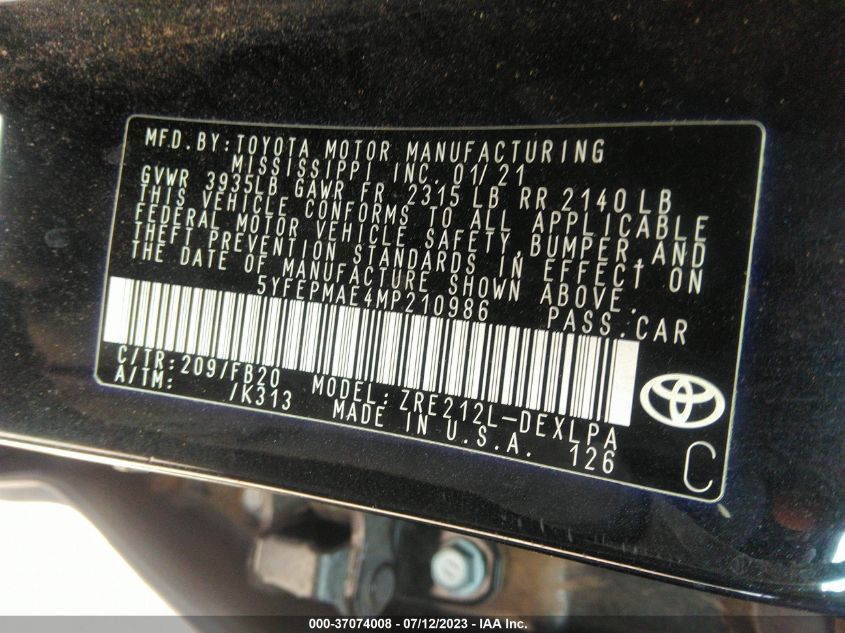 MFD. BY: TOYOTA MOTOR MANUFACTURING
MISSISSIPPI INC. 01/21
GVWR 3935LB GAWR FR 2315 LB RR 2140 LB
THIS VEHICLE CONFORMS TO ALL APPLICABLE
FEDERAL MOTOR VEHICLE SAFETY, BUMPER, AND
THEFT PREVENTION STANDARDS IN EFFECT ON
THE DATE OF MANUFACTURE SHOWN ABOVE.
5YFEPMAE4MP210986 PASS. CAR
C/TR: 209/FB20 MODEL: ZRE212L-DEXLPA
A/TM: /K313 MADE IN U.S.A. 126
C
000-37074008 - 07/12/2023 - IAA Inc.